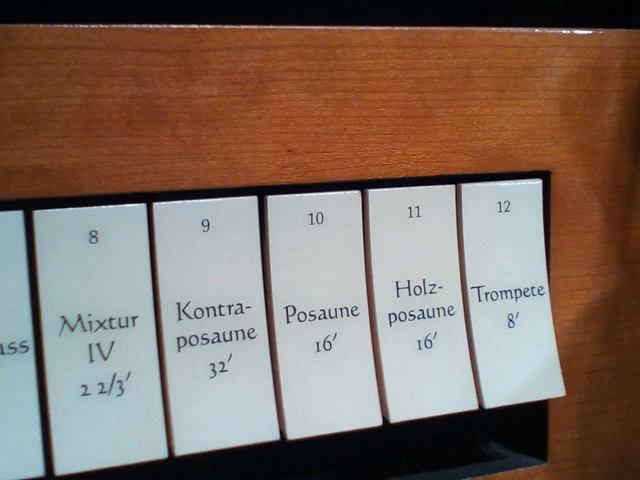 ass
8
Mixtur
IV
2 2/3'
9
Kontra-
posaune
32'
10
Posaune
16'
11
Holz-
posaune
16'
12
Trompete
8'